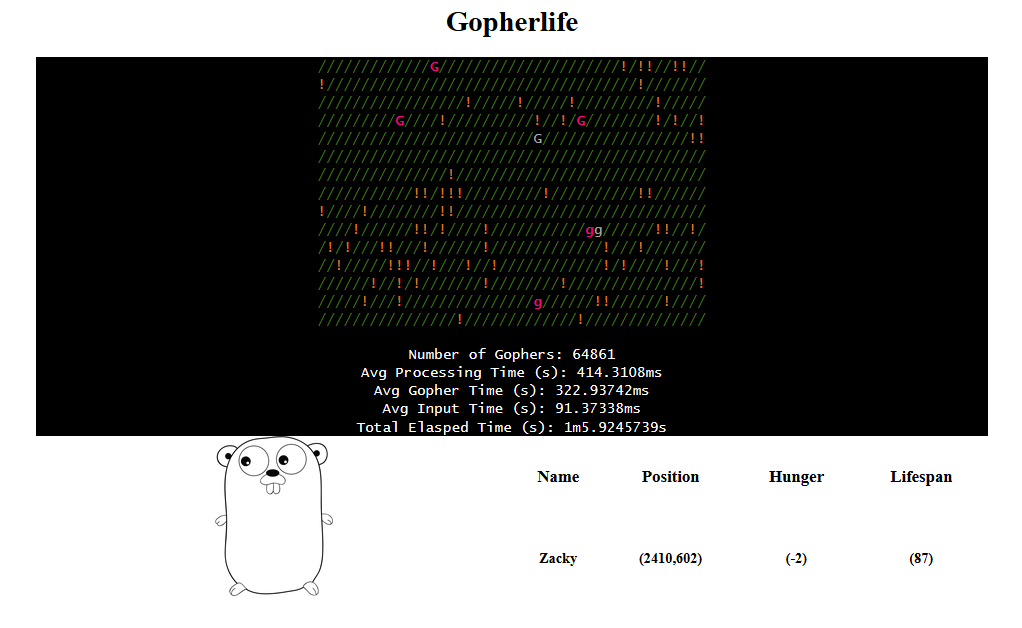 Gopherlife
/////////////G/////////////////////!/!!//!!//
!////////////////////////////////////!///////
/////////////////!/////!/////!/////////!/////
/////////G////!//////////!//!/G////////!/!//!
/////////////////////////G/////////////////!!
/////////////////////////////////////////////
///////////////!/////////////////////////////
///////////!!/!!!/////////!//////////!!//////
!////!////////!!/////////////////////////////
////!//////!!/!////!///////////gg//////!!//!/
/!/!///!!///!//////!/////////////!///!///////
//!/////!!!//!///!//!////////////!/!////!///!
//////!//!/!///////!////////!///////////////!
/////!///!///////////////g//////!!//////!////
////////////////!/////////////!//////////////
Number of Gophers: 64861
Avg Processing Time (s): 414.3108ms
Avg Gopher Time (s): 322.93742ms
Avg Input Time (s): 91.37338ms
Total Elasped Time (s): 1m5.9245739s
Name Position Hunger Lifespan
Zacky (2410,602) (-2) (87)